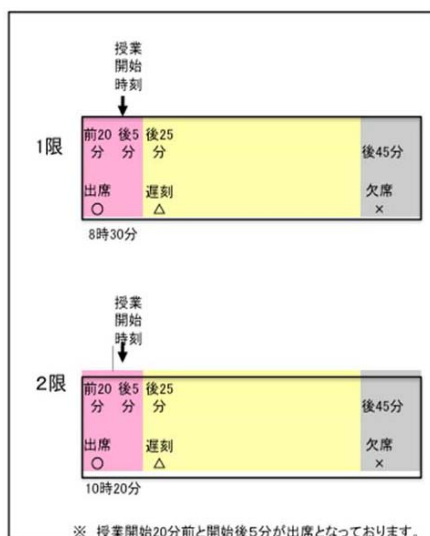 授業
開始
時刻
1限
前20 後5 後25
分 分 分 後45分
出席 遅刻 欠席
○ △ ×
8時30分
授業
開始
時刻
2限
前20 後5 後25
分 分 分 後45分
出席 遅刻 欠席
○ △ ×
10時20分
※ 授業開始20分前と開始後5分が出席となっております。